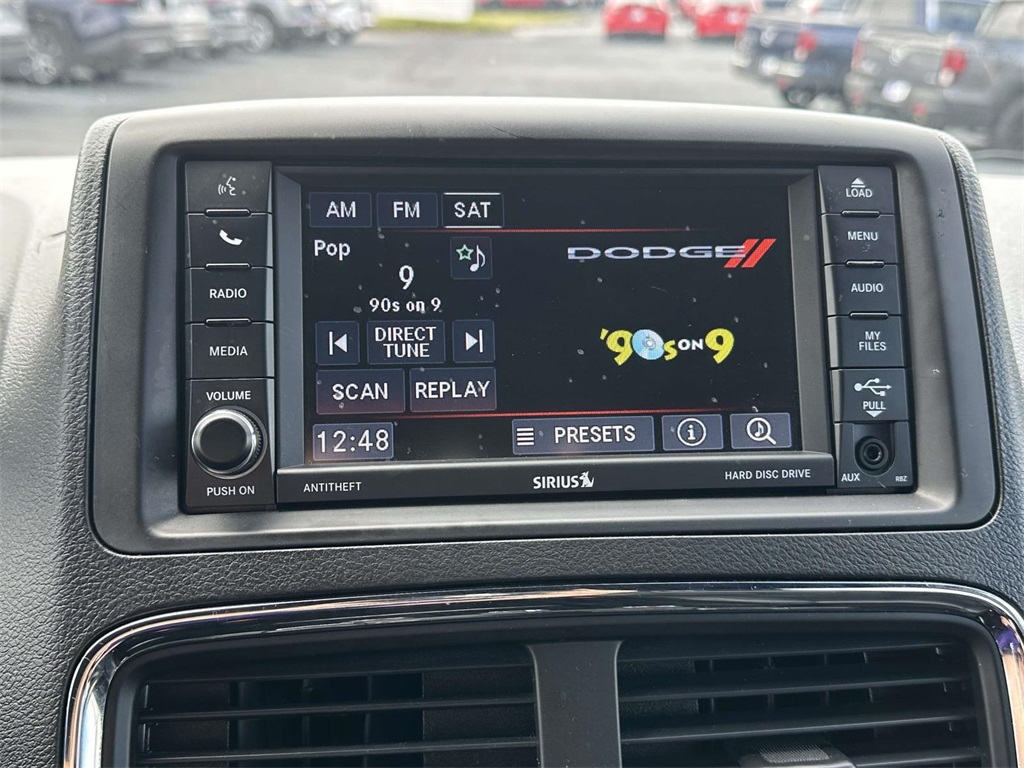 RADIO
MEDIA
VOLUME
PUSH ON
AM FM SAT
Pop
9
90s on 9
DIRECT
TUNE
SCAN REPLAY
12:48
DODGE
'90s ON 9
PRESETS
ANTITHEFT
SIRIUS
HARD DISC DRIVE
LOAD
MENU
AUDIO
MY
FILES
PULL
AUX RBZ